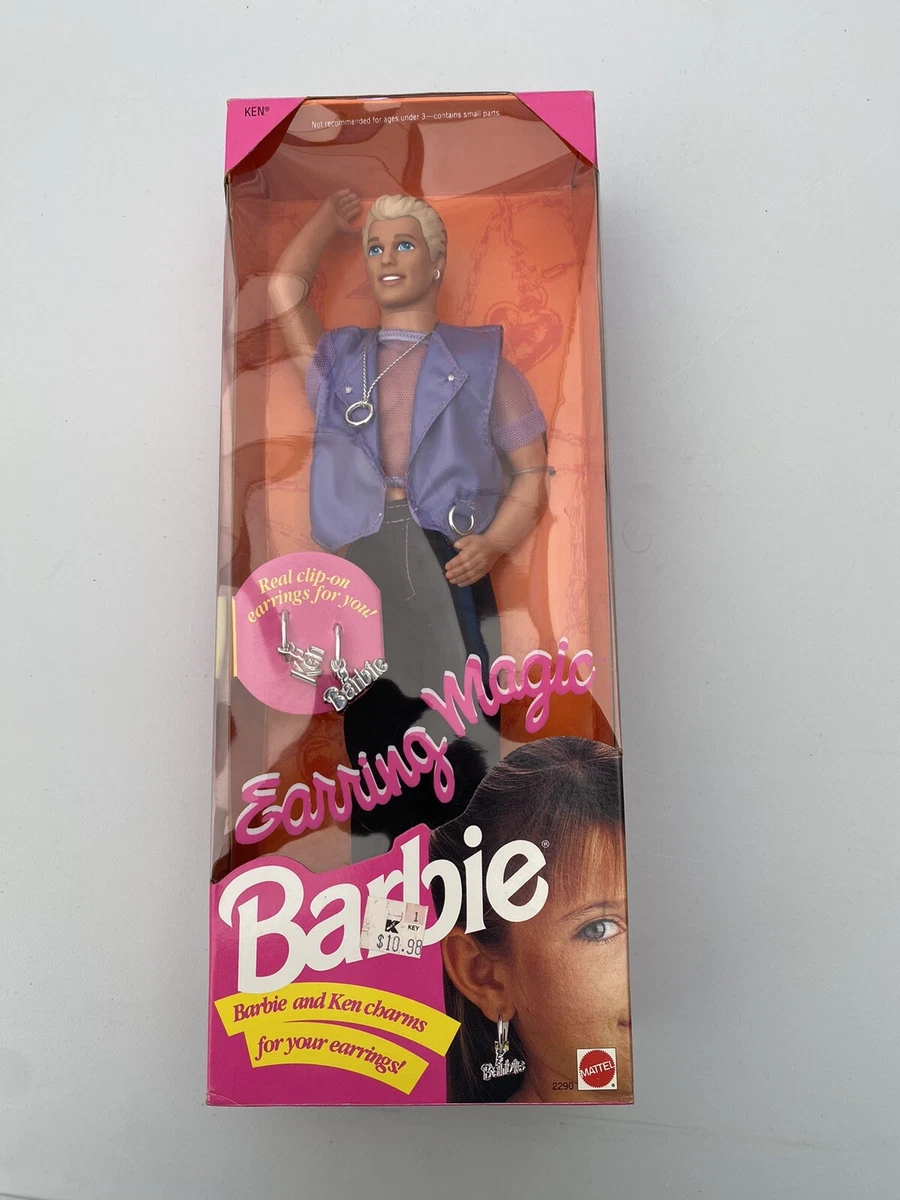 KEN®
Not recommended for ages under 3—contains small parts
Real clip-on
earrings for you!
Ken
Barbie
Earring Magic
Barbie®
1
K KEY
$10.98
Barbie and Ken charms
for your earrings!
Barbie
2290
MATTEL